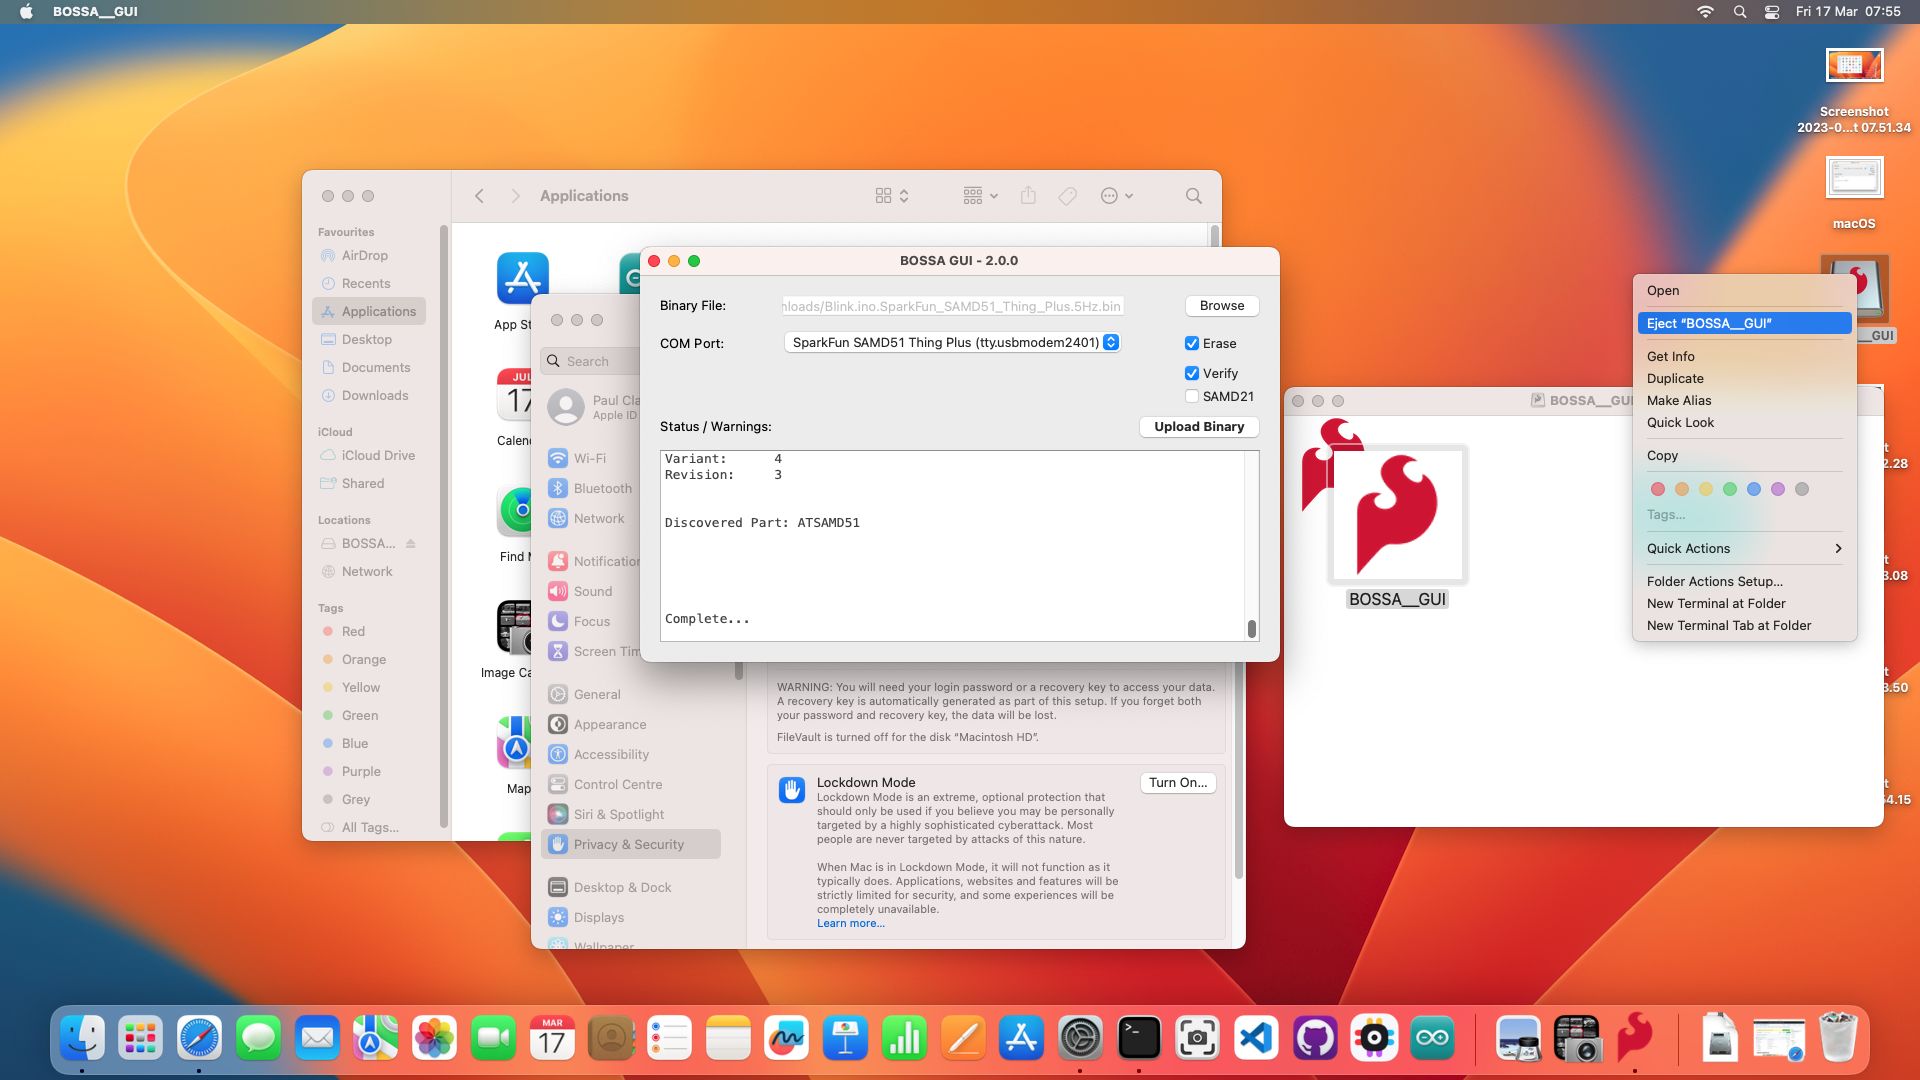 BOSSA__GUI
Fri 17 Mar 07:55
Screenshot
2023-0...t 07.51.34
macOS
Applications
Favourites
AirDrop
Recents
Applications
Desktop
Documents
Downloads
iCloud
iCloud Drive
Shared
Locations
BOSSA...
Network
Tags
Red
Orange
Yellow
Green
Blue
Purple
Grey
All Tags...
App St
JUL
17
Calen
Find
Image Ca
Map
Search
Paul Cla
Apple ID
Wi-Fi
Bluetooth
Network
Notification
Sound
Focus
Screen Tim
General
Appearance
Accessibility
Control Centre
Siri & Spotlight
Privacy & Security
Desktop & Dock
Displays
Wallpaper
BOSSA GUI - 2.0.0
Binary File:
nloads/Blink.ino.SparkFun_SAMD51_Thing_Plus.5Hz.bin
Browse
COM Port:
SparkFun SAMD51 Thing Plus (tty.usbmodem2401)
Erase
Verify
SAMD21
Status / Warnings:
Upload Binary
Variant: 4
Revision: 3
Discovered Part: ATSAMD51
Complete...
WARNING: You will need your login password or a recovery key to access your data.
A recovery key is automatically generated as part of this setup. If you forget both
your password and recovery key, the data will be lost.
FileVault is turned off for the disk “Macintosh HD”.
Lockdown Mode
Turn On...
Lockdown Mode is an extreme, optional protection that
should only be used if you believe you may be personally
targeted by a highly sophisticated cyberattack. Most
people are never targeted by attacks of this nature.
When Mac is in Lockdown Mode, it will not function as it
typically does. Applications, websites and features will be
strictly limited for security, and some experiences will be
completely unavailable.
Learn more...
BOSSA__GUI
BOSSA__GUI
Open
Eject “BOSSA__GUI”
Get Info
Duplicate
Make Alias
Quick Look
Copy
Tags...
Quick Actions
Folder Actions Setup...
New Terminal at Folder
New Terminal Tab at Folder
__GUI
t
2.28
t
3.08
t
3.50
t
54.15
MAR
17